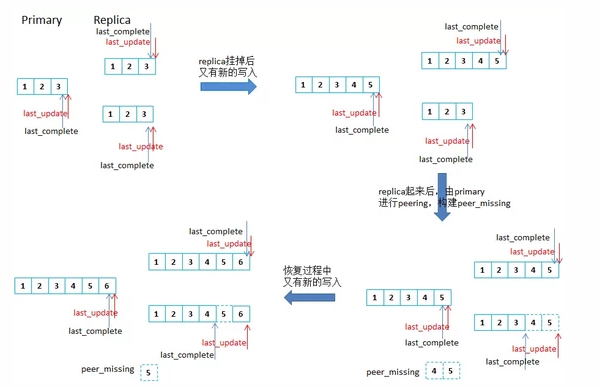 Primary
Replica
last_complete
last_update
1 2 3
1 2 3
last_update
last_complete
1 2 3
last_update
last_complete
replica挂掉后
又有新的写入
last_complete
last_update
1 2 3 4 5
1 2 3 4 5
last_update
last_complete
1 2 3
last_update
last_complete
replica起来后，由primary
进行peering，构建peer_missing
last_complete
last_update
1 2 3 4 5
1 2 3 4 5
last_update
last_complete
1 2 3 4 5
last_update
last_complete
peer_missing 4 5
恢复过程中
又有新的写入
last_complete
last_update
1 2 3 4 5 6
1 2 3 4 5 6
last_update
last_complete
1 2 3 4 5 6
last_update
last_complete
peer_missing 5